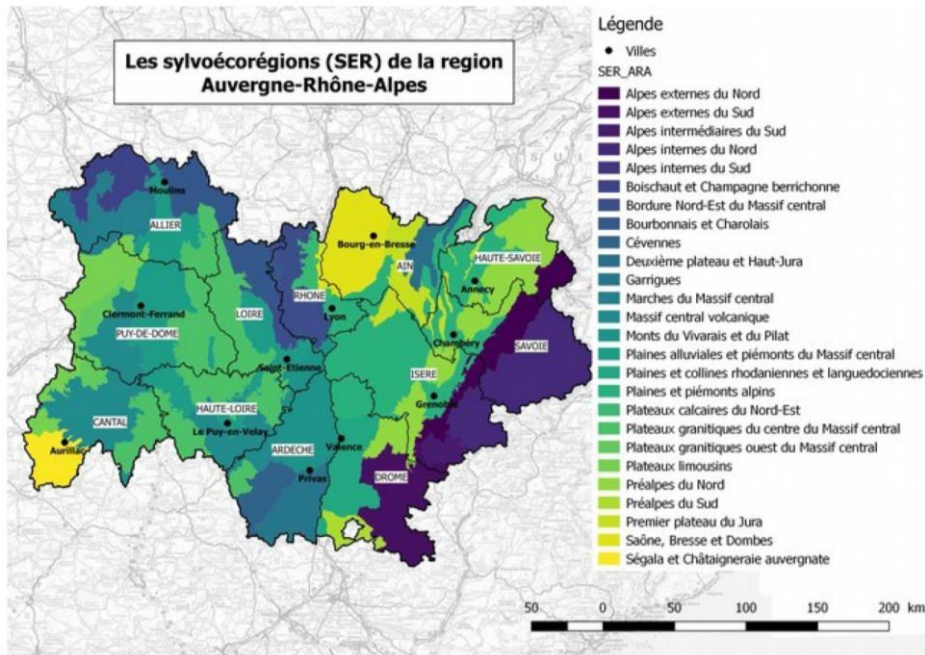 Les sylvoécorégions (SER) de la region
Auvergne-Rhône-Alpes
Légende
Villes
SER_ARA
Alpes externes du Nord
Alpes externes du Sud
Alpes intermédiaires du Sud
Alpes internes du Nord
Alpes internes du Sud
Boischaut et Champagne berrichonne
Bordure Nord-Est du Massif central
Bourbonnais et Charolais
Cévennes
Deuxième plateau et Haut-Jura
Garrigues
Marches du Massif central
Massif central volcanique
Monts du Vivarais et du Pilat
Plaines alluviales et piémonts du Massif central
Plaines et collines rhodaniennes et languedociennes
Plaines et piémonts alpins
Plateaux calcaires du Nord-Est
Plateaux granitiques du centre du Massif central
Plateaux granitiques ouest du Massif central
Plateaux limousins
Préalpes du Nord
Préalpes du Sud
Premier plateau du Jura
Saône, Bresse et Dombes
Ségala et Châtaigneraie auvergnate
Moulins
ALLIER
Bourg-en-Bresse
AIN
HAUTE-SAVOIE
Annecy
RHONE
Clermont-Ferrand
LOIRE
Lyon
PUY-DE-DOME
Chambéry
SAVOIE
Saint-Etienne
ISERE
Grenoble
HAUTE-LOIRE
CANTAL
Le Puy-en-Velay
Aurillac
ARDECHE
Valence
Privas
DROME
50 0 50 100 150 200 km